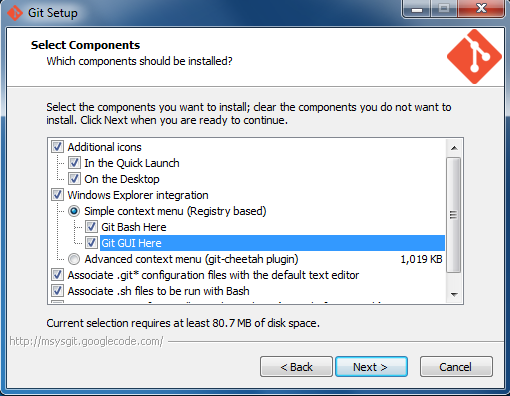 Git Setup
Select Components
Which components should be installed?
Select the components you want to install; clear the components you do not want to
install. Click Next when you are ready to continue.
Additional icons
In the Quick Launch
On the Desktop
Windows Explorer integration
Simple context menu (Registry based)
Git Bash Here
Git GUI Here
Advanced context menu (git-cheetah plugin) 1,019 KB
Associate .git* configuration files with the default text editor
Associate .sh files to be run with Bash
Current selection requires at least 80.7 MB of disk space.
http://msysgit.googlecode.com/
< Back Next > Cancel